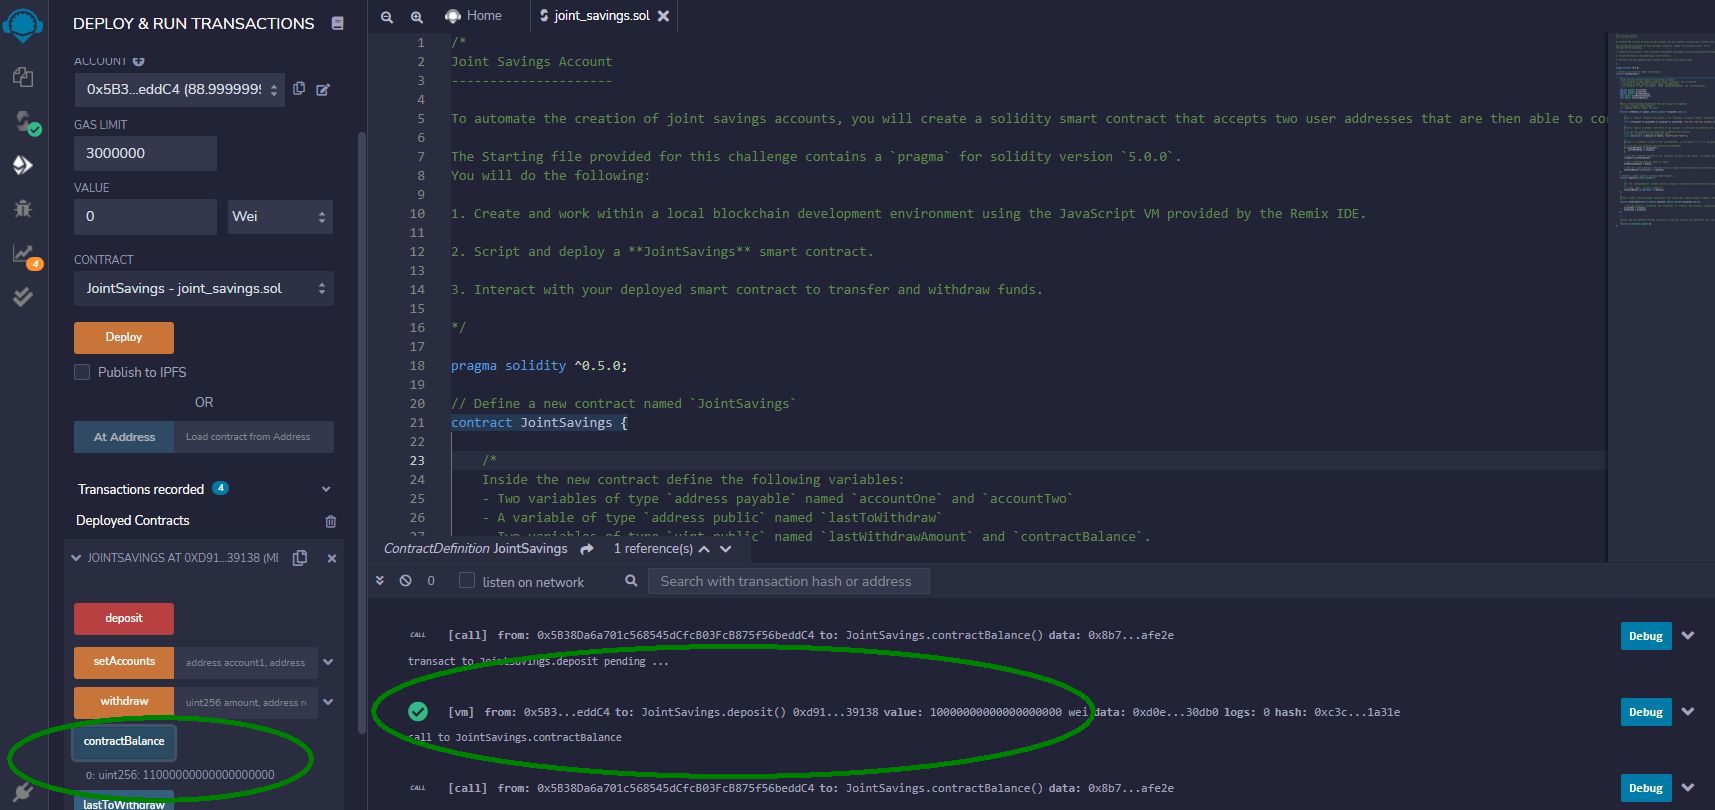 DEPLOY & RUN TRANSACTIONS
ACCOUNT
0x5B3...eddC4 (88.9999999
GAS LIMIT
3000000
VALUE
0
Wei
CONTRACT
JointSavings - joint_savings.sol
Deploy
Publish to IPFS
OR
At Address
Load contract from Address
Transactions recorded 4
Deployed Contracts
JOINTSAVINGS AT 0XD91...39138 (ME
deposit
setAccounts
address account1, address
withdraw
uint256 amount, address re
contractBalance
0: uint256: 11000000000000000000
lastToWithdraw
4
Home
joint_savings.sol
1 /*
2 Joint Savings Account
3 ---------------------
4
5 To automate the creation of joint savings accounts, you will create a solidity smart contract that accepts two user addresses that are then able to co
6
7 The Starting file provided for this challenge contains a `pragma` for solidity version `5.0.0`.
8 You will do the following:
9
10 1. Create and work within a local blockchain development environment using the JavaScript VM provided by the Remix IDE.
11
12 2. Script and deploy a **JointSavings** smart contract.
13
14 3. Interact with your deployed smart contract to transfer and withdraw funds.
15
16 */
17
18 pragma solidity ^0.5.0;
19
20 // Define a new contract named `JointSavings`
21 contract JointSavings {
22
23 /*
24 Inside the new contract define the following variables:
25 - Two variables of type `address payable` named `accountOne` and `accountTwo`
26 - A variable of type `address public` named `lastToWithdraw`
27 - Two variables of type `uint public` named `lastWithdrawAmount` and `contractBalance`.
ContractDefinition JointSavings 1 reference(s)
0
listen on network
Search with transaction hash or address
CALL [call] from: 0x5B38Da6a701c568545dCfcB03FcB875f56beddC4 to: JointSavings.contractBalance() data: 0x8b7...afe2e
Debug
transact to JointSavings.deposit pending ...
[vm] from: 0x5B3...eddC4 to: JointSavings.deposit() 0xd91...39138 value: 10000000000000000000 wei data: 0xd0e...30db0 logs: 0 hash: 0xc3c...1a31e
Debug
call to JointSavings.contractBalance
CALL [call] from: 0x5B38Da6a701c568545dCfcB03FcB875f56beddC4 to: JointSavings.contractBalance() data: 0x8b7...afe2e
Debug